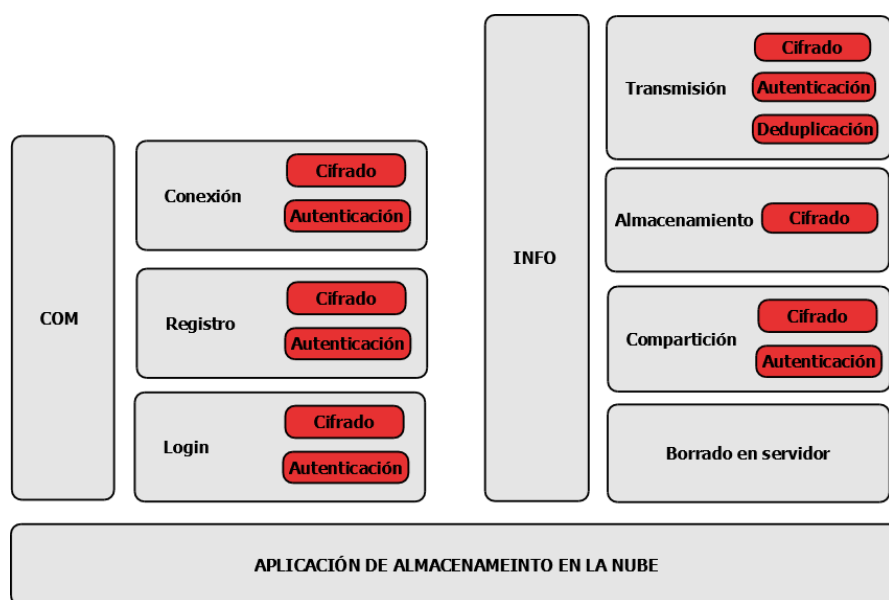 COM
Conexión
Cifrado
Autenticación
Registro
Cifrado
Autenticación
Login
Cifrado
Autenticación
INFO
Transmisión
Cifrado
Autenticación
Deduplicación
Almacenamiento
Cifrado
Compartición
Cifrado
Autenticación
Borrado en servidor
APLICACIÓN DE ALMACENAMEINTO EN LA NUBE